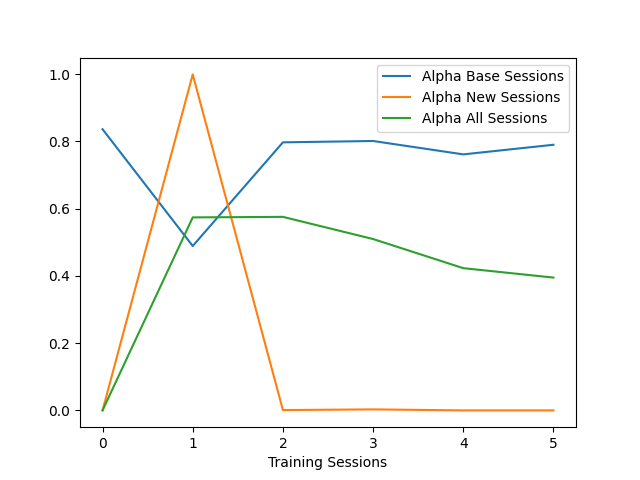 Alpha Base Sessions
Alpha New Sessions
Alpha All Sessions
1.0
0.8
0.6
0.4
0.2
0.0
0 1 2 3 4 5
Training Sessions